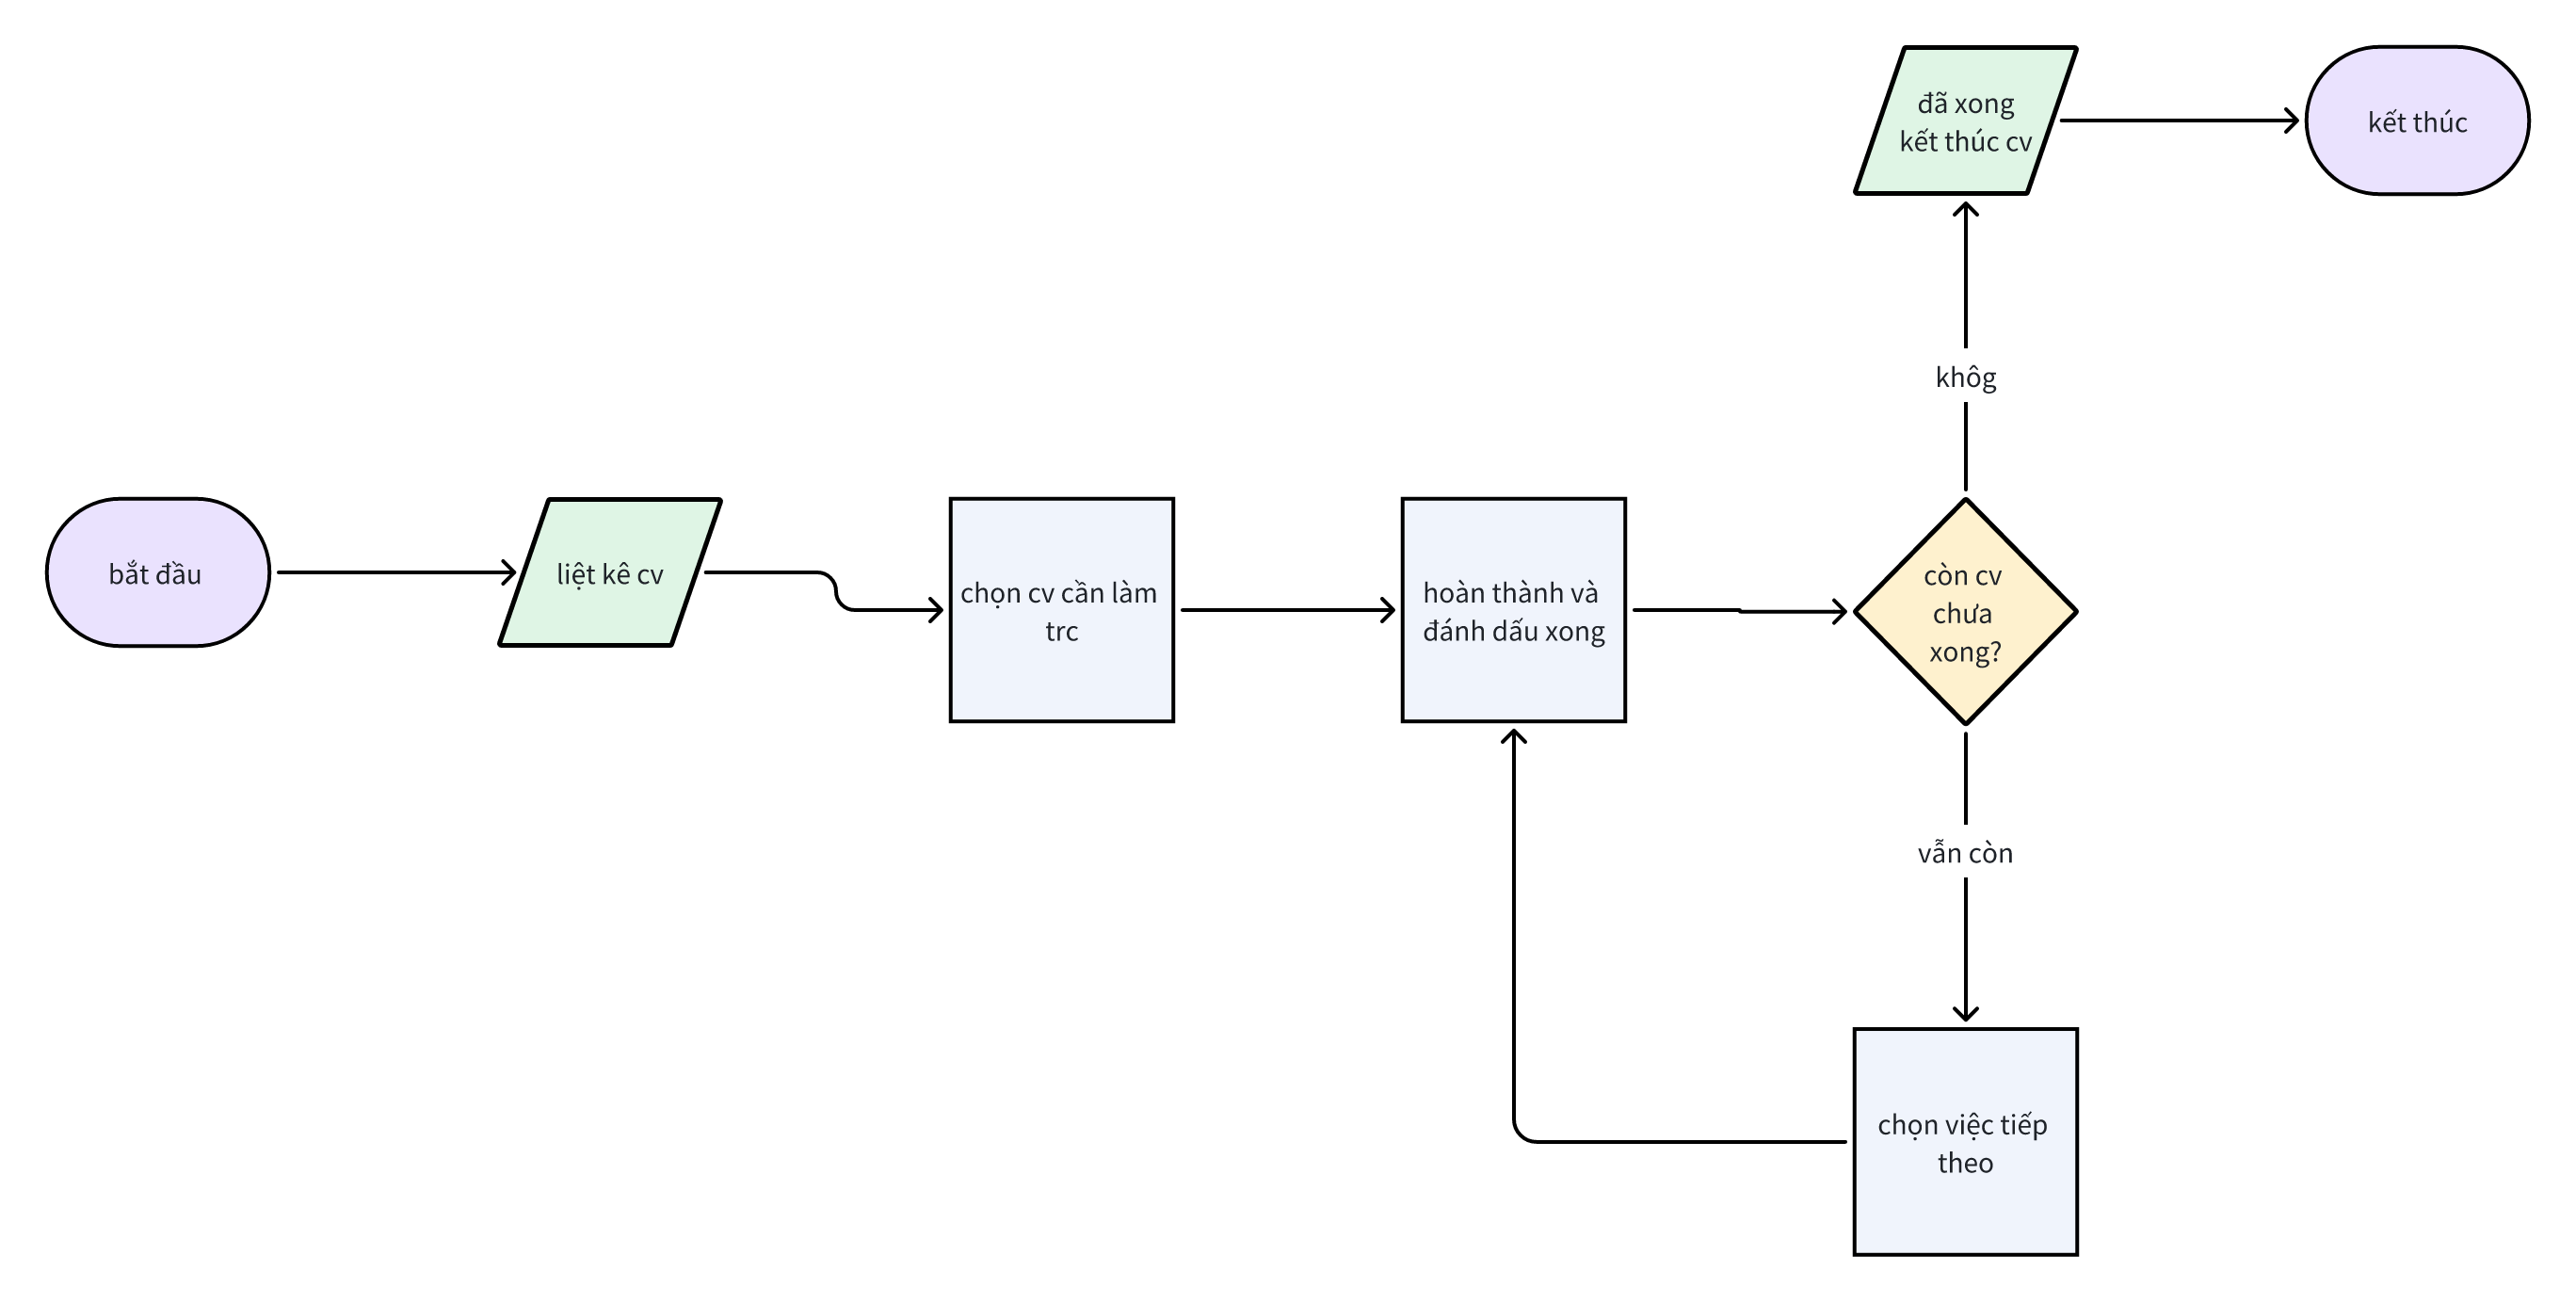 đã xong
kết thúc cv
kết thúc
khôg
bắt đầu
liệt kê cv
chọn cv cần làm
trc
hoàn thành và
đánh dấu xong
còn cv
chưa
xong?
vẫn còn
chọn việc tiếp
theo